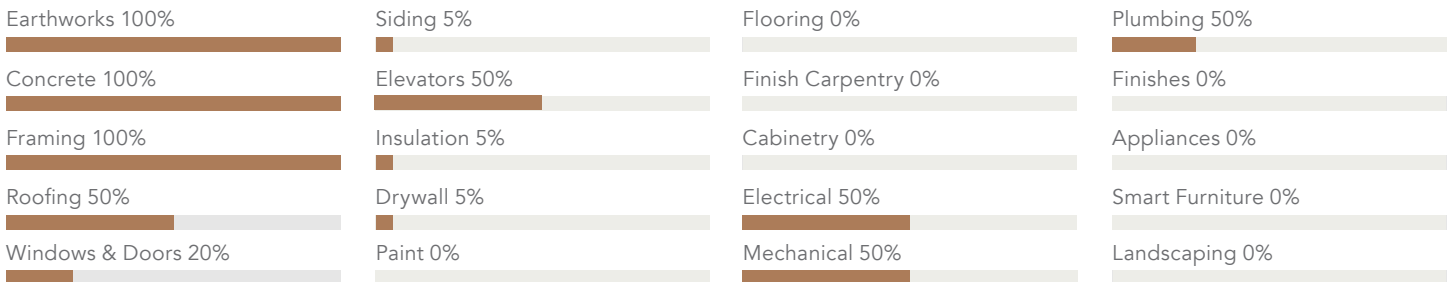 Earthworks 100%
Concrete 100%
Framing 100%
Roofing 50%
Windows & Doors 20%
Siding 5%
Elevators 50%
Insulation 5%
Drywall 5%
Paint 0%
Flooring 0%
Finish Carpentry 0%
Cabinetry 0%
Electrical 50%
Mechanical 50%
Plumbing 50%
Finishes 0%
Appliances 0%
Smart Furniture 0%
Landscaping 0%